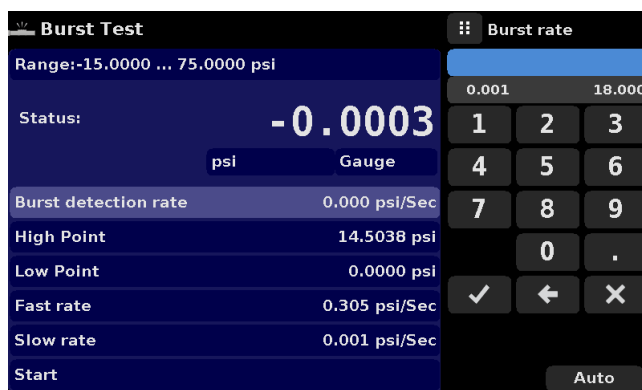 Burst Test
Range:-15.0000 ... 75.0000 psi
Status:
-0.0003
psi Gauge
Burst detection rate 0.000 psi/Sec
High Point 14.5038 psi
Low Point 0.0000 psi
Fast rate 0.305 psi/Sec
Slow rate 0.001 psi/Sec
Start
Burst rate
0.001 18.000
1 2 3
4 5 6
7 8 9
0 .
Auto